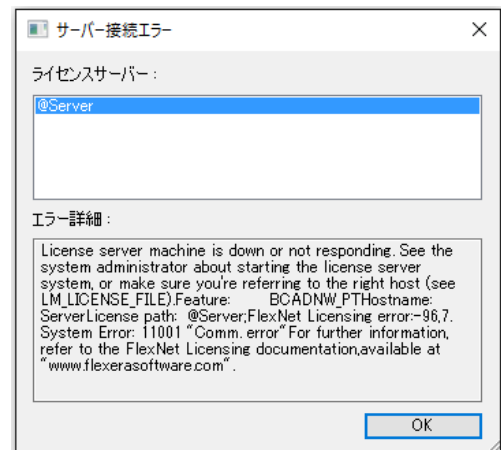 サーバー接続エラー
ライセンスサーバー :
@Server
エラー詳細 :
License server machine is down or not responding. See the
system administrator about starting the license server
system, or make sure you're referring to the right host (see
LM_LICENSE_FILE).Feature: BCADNW_PTHostname:
ServerLicense path: @Server;FlexNet Licensing error:-96,7.
System Error: 11001 "Comm. error"For further information,
refer to the FlexNet Licensing documentation,available at
"www.flexerasoftware.com".
OK